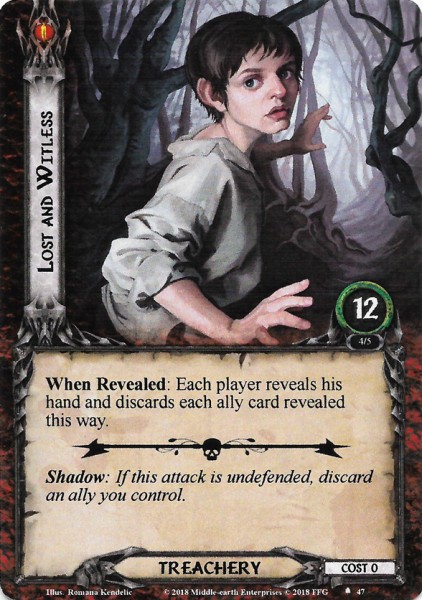 LOST AND WITLESS
12
4/5
When Revealed: Each player reveals his
hand and discards each ally card revealed
this way.
Shadow: If this attack is undefended, discard
an ally you control.
TREACHERY
COST 0
Illus. Romana Kendelic
© 2018 Middle-earth Enterprises © 2018 FFG
47